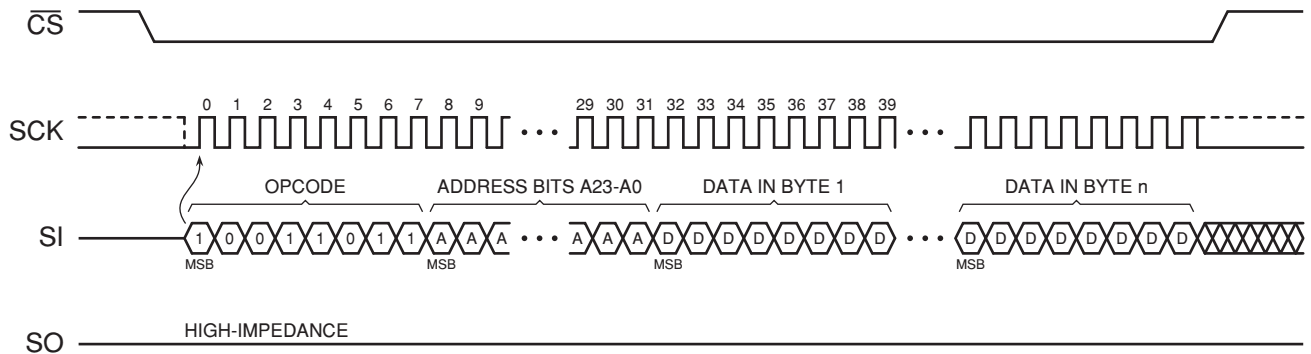 CS
0 1 2 3 4 5 6 7 8 9 29 30 31 32 33 34 35 36 37 38 39
SCK
OPCODE ADDRESS BITS A23-A0 DATA IN BYTE 1 DATA IN BYTE n
SI 1 0 0 1 1 0 1 1 A A A A A A D D D D D D D D D D D D D D D D
MSB MSB MSB MSB
HIGH-IMPEDANCE
SO